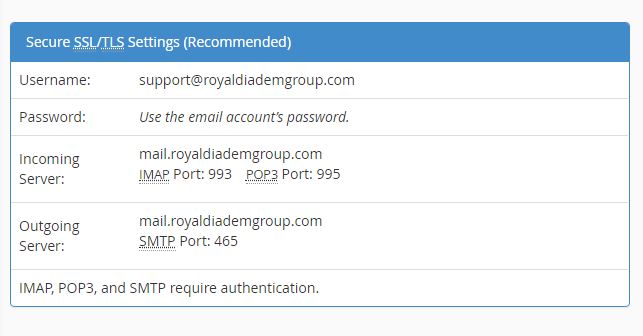 Secure SSL/TLS Settings (Recommended)
Username: support@royaldiademgroup.com
Password: Use the email account's password.
Incoming Server: mail.royaldiademgroup.com
IMAP Port: 993 POP3 Port: 995
Outgoing Server: mail.royaldiademgroup.com
SMTP Port: 465
IMAP, POP3, and SMTP require authentication.